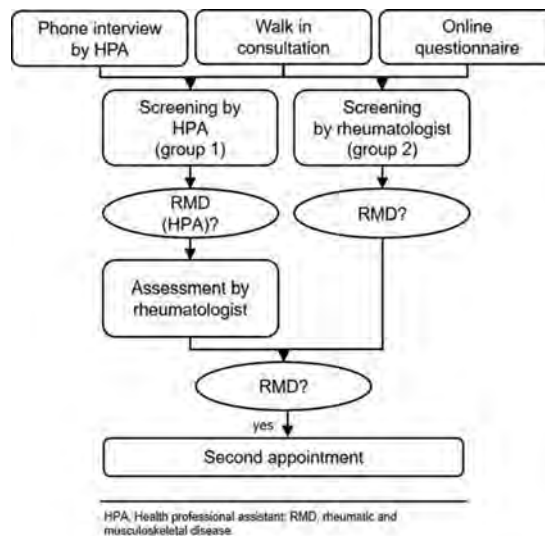 Phone interview
by HPA
Walk in
consultation
Online
questionnaire
Screening by
HPA
(group 1)
Screening
by rheumatologist
(group 2)
RMD
(HPA)?
RMD?
Assessment by
rheumatologist
RMD?
yes
Second appointment
HPA, Health professional assistant; RMD, rheumatic and
musculoskeletal disease